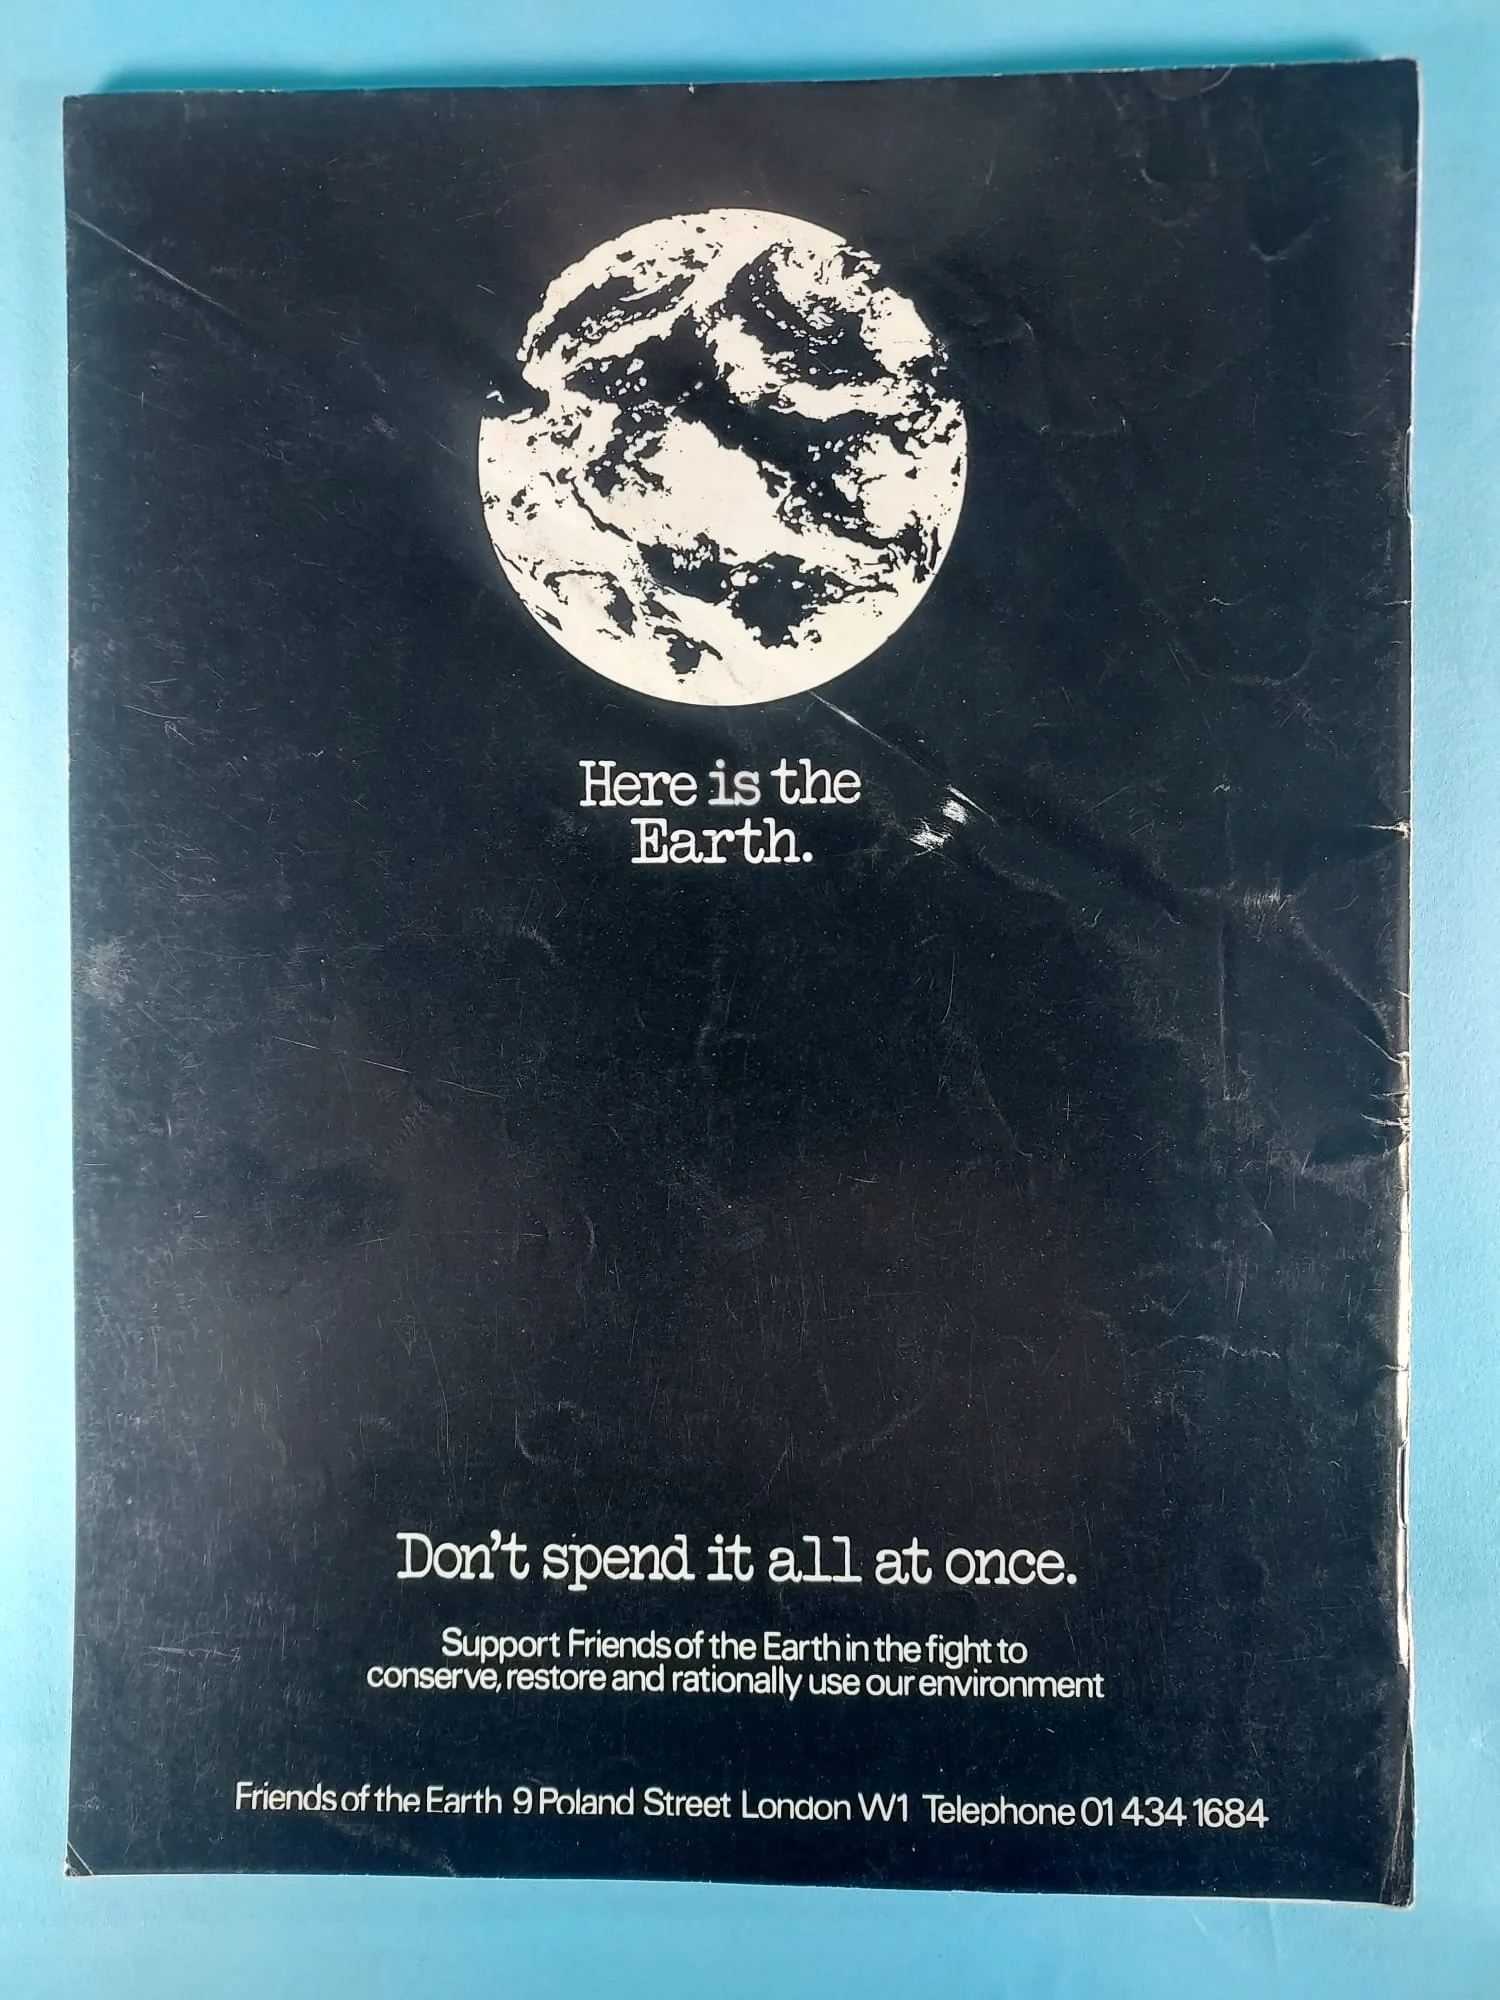 Here is the
Earth.
Don't spend it all at once.
Support Friends of the Earth in the fight to
conserve, restore and rationally use our environment
Friends of the Earth 9 Poland Street London W1 Telephone 01 434 1684